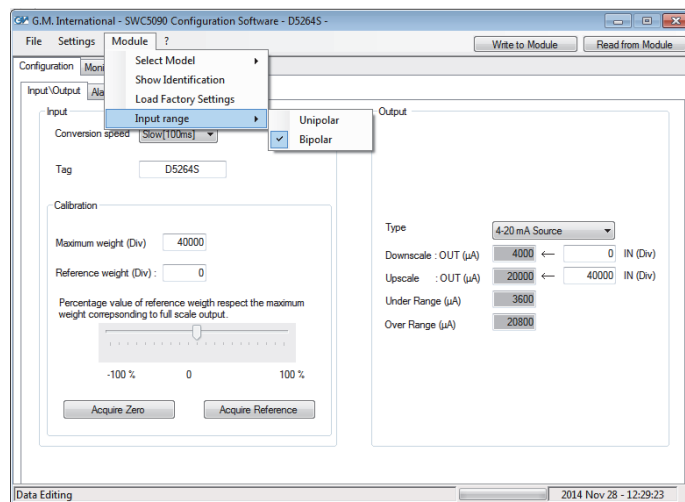 G.M. International - SWC5090 Configuration Software - D5264S -
File Settings Module ?
Write to Module Read from Module
Configuration Moni
Select Model
Show Identification
Load Factory Settings
Input range
Unipolar
Bipolar
Input\Output Ala
Input
Conversion speed Slow[100ms]
Tag D5264S
Calibration
Maximum weight (Div) 40000
Reference weight (Div) : 0
Percentage value of reference weigth respect the maximum
weight correpsonding to full scale output.
-100 % 0 100 %
Acquire Zero Acquire Reference
Output
Type 4-20 mA Source
Downscale : OUT (µA) 4000 ← 0 IN (Div)
Upscale : OUT (µA) 20000 ← 40000 IN (Div)
Under Range (µA) 3600
Over Range (µA) 20800
Data Editing 2014 Nov 28 - 12:29:23